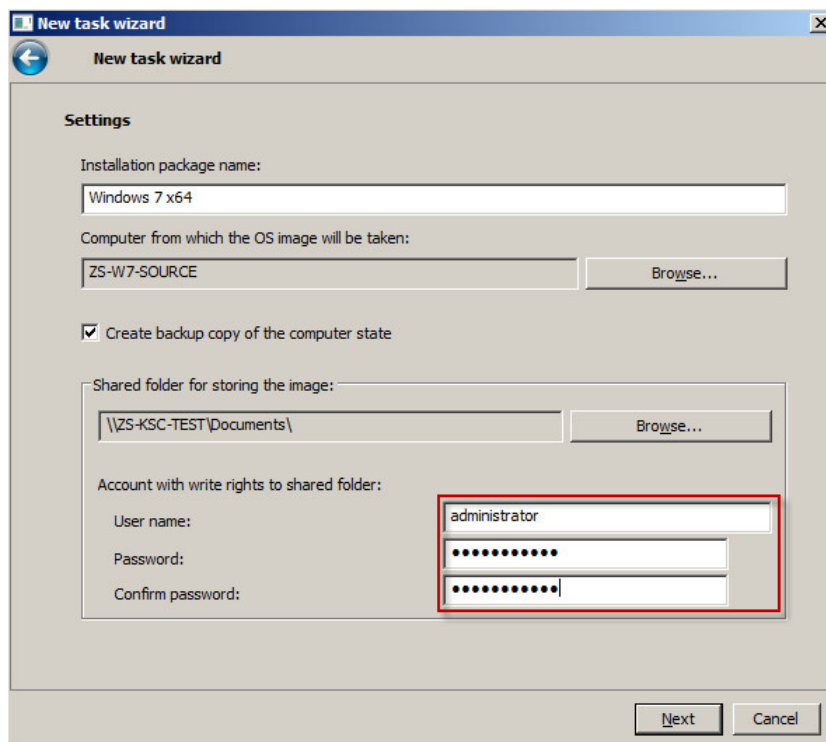 New task wizard
New task wizard
Settings
Installation package name:
Windows 7 x64
Computer from which the OS image will be taken:
ZS-W7-SOURCE
Browse...
Create backup copy of the computer state
Shared folder for storing the image:
\\ZS-KSC-TEST\Documents\
Browse...
Account with write rights to shared folder:
User name:
administrator
Password:
●●●●●●●●●●●
Confirm password:
●●●●●●●●●●●
Next
Cancel